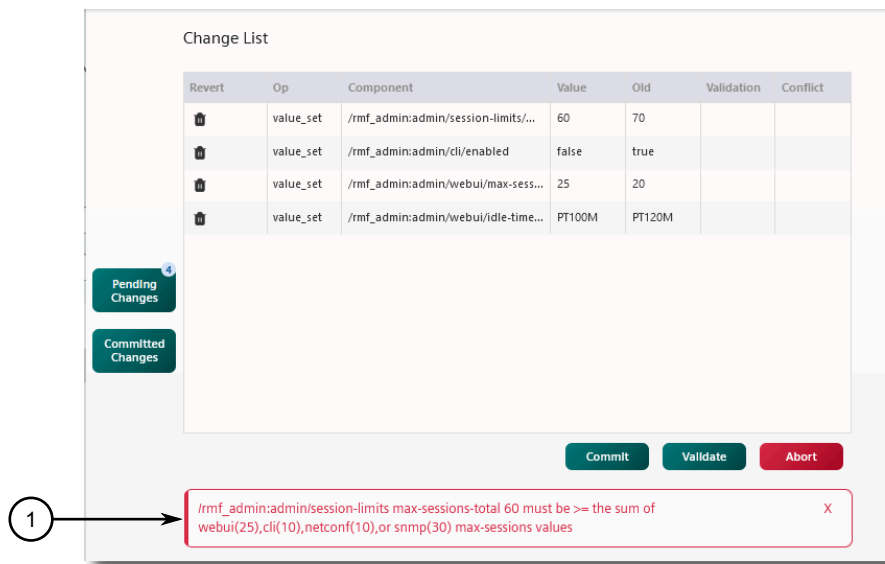 Change List
Revert Op Component Value Old Validation Conflict
value_set /rmf_admin:admin/session-limits/... 60 70
value_set /rmf_admin:admin/cli/enabled false true
value_set /rmf_admin:admin/webui/max-sess... 25 20
value_set /rmf_admin:admin/webui/idle-time... PT100M PT120M
4
Pending
Changes
Committed
Changes
Commit Validate Abort
1
/rmf_admin:admin/session-limits max-sessions-total 60 must be >= the sum of X
webui(25),cli(10),netconf(10),or snmp(30) max-sessions values